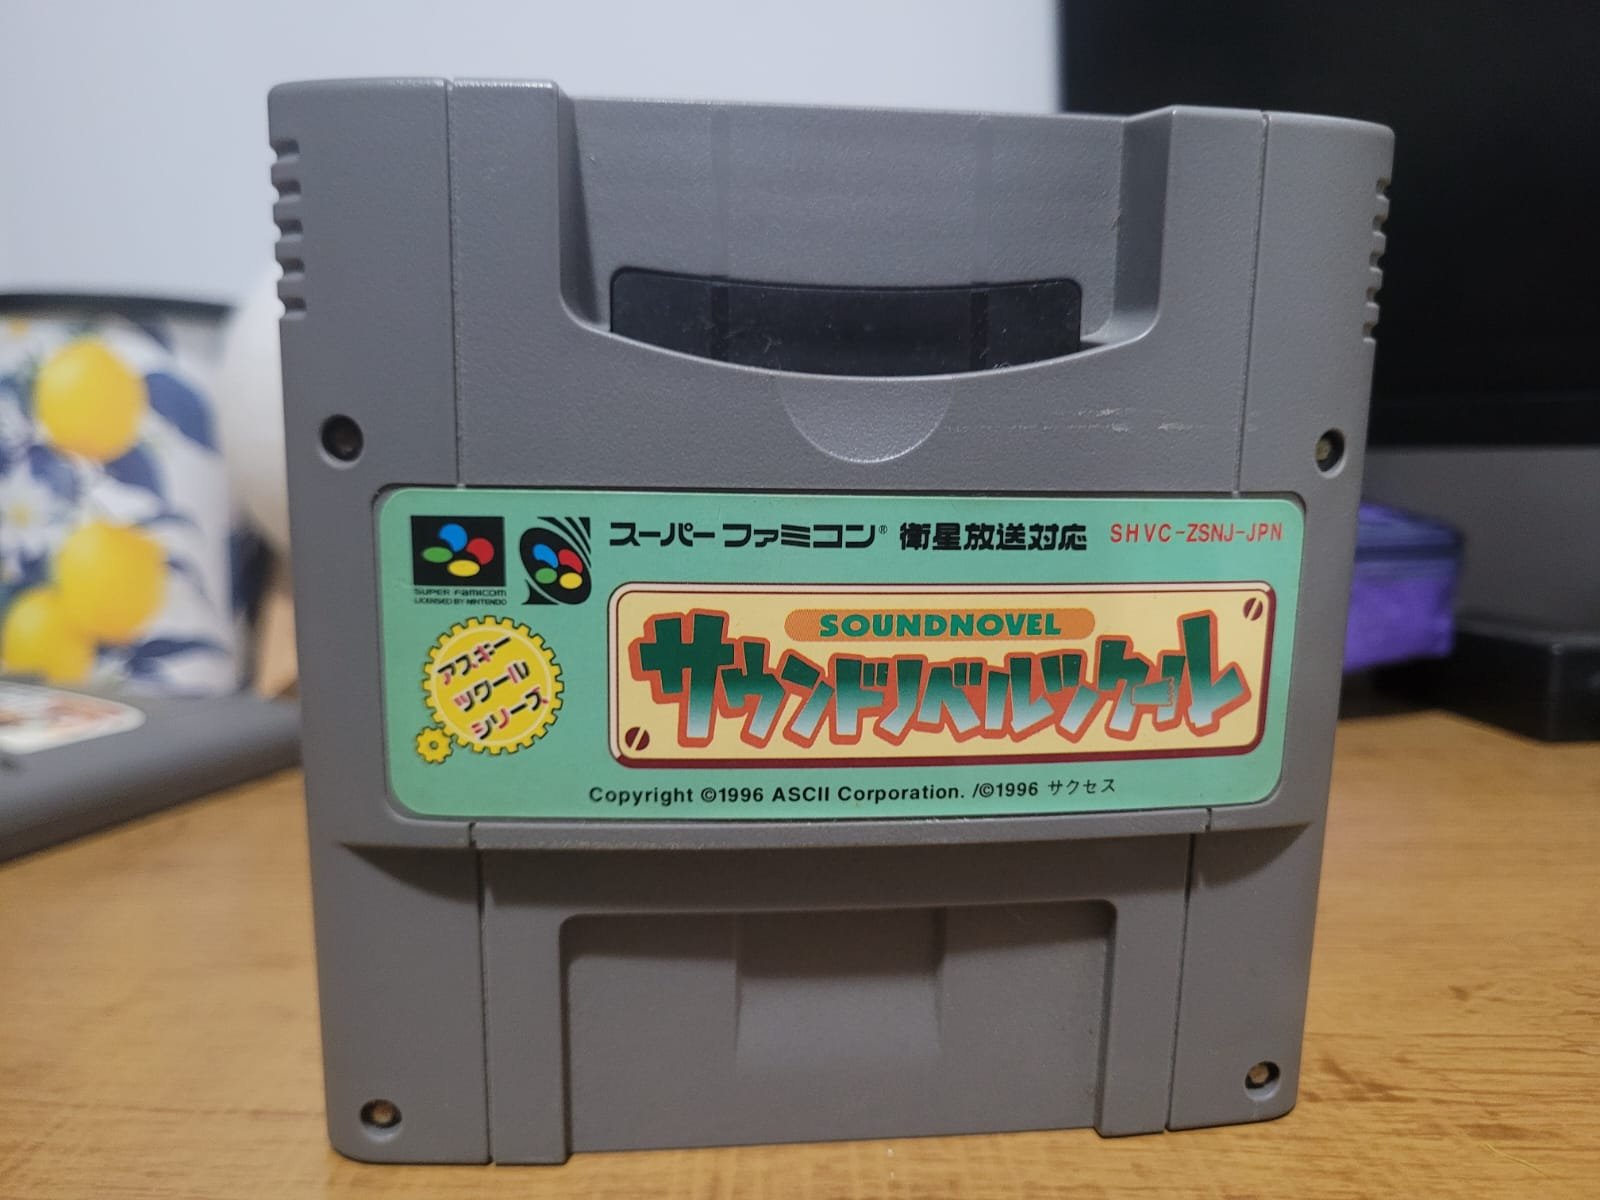 スーパーファミコン® 衛星放送対応 SHVC-ZSNJ-JPN
SUPER FAMICOM
LICENSED BY NINTENDO
アスキー
ツクール
シリーズ
SOUNDNOVEL
サウンドノベルツクール
Copyright ©1996 ASCII Corporation. /©1996 サクセス